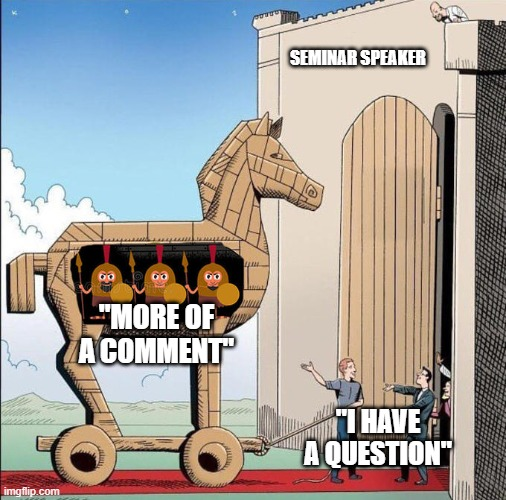 SEMINAR SPEAKER
"MORE OF
A COMMENT"
"I HAVE
A QUESTION"
imgflip.com